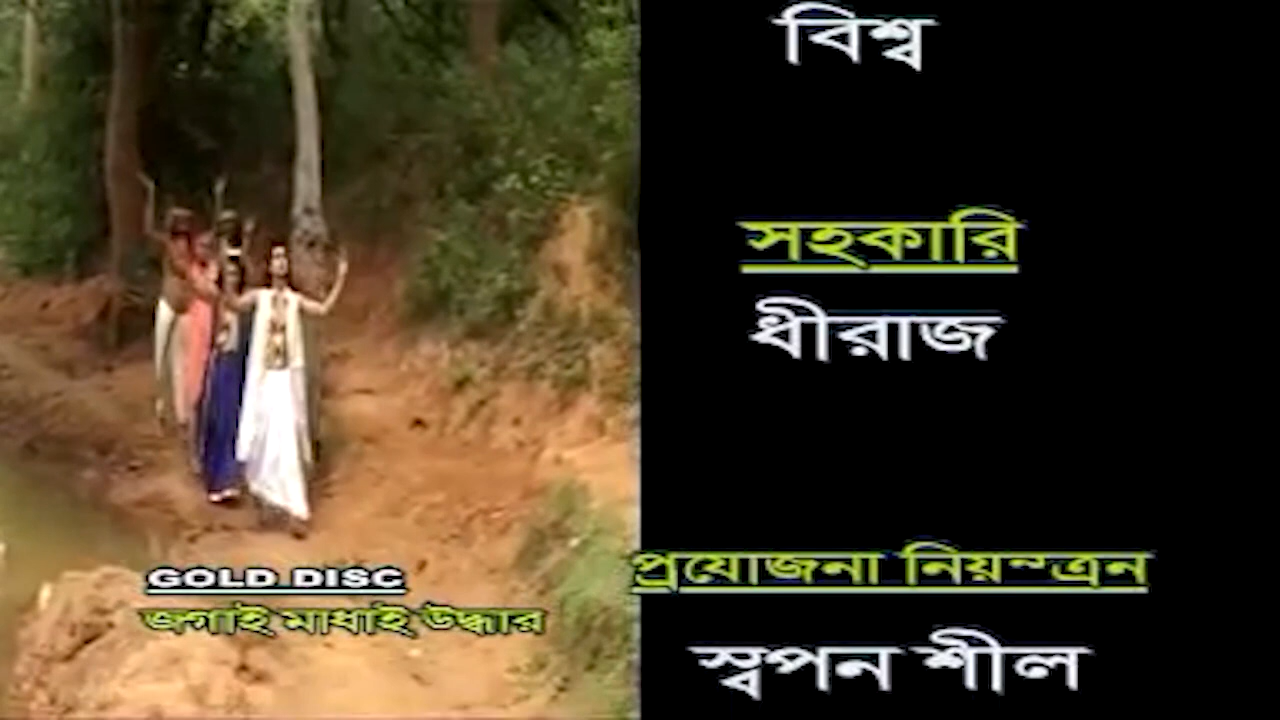 GOLD DISC
জগাই মাধাই উদ্ধার
বিশ্ব
সহকারি
ধীরাজ
প্রযোজনা নিয়ন্ত্রন
স্বপন শীল